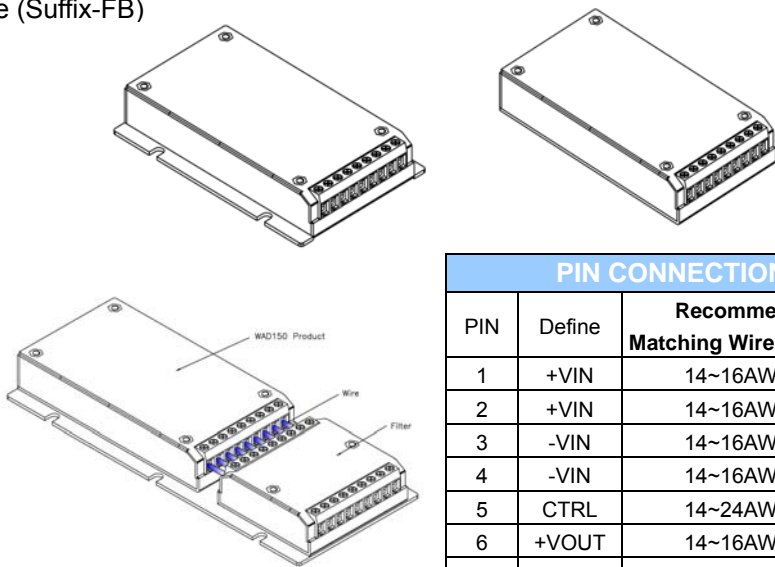 e (Suffix-FB)
WAD150 Product
Wire
Filter
PIN CONNECTION
PIN Define Recomme
Matching Wire
1 +VIN 14~16AW
2 +VIN 14~16AW
3 -VIN 14~16AW
4 -VIN 14~16AW
5 CTRL 14~24AW
6 +VOUT 14~16AW